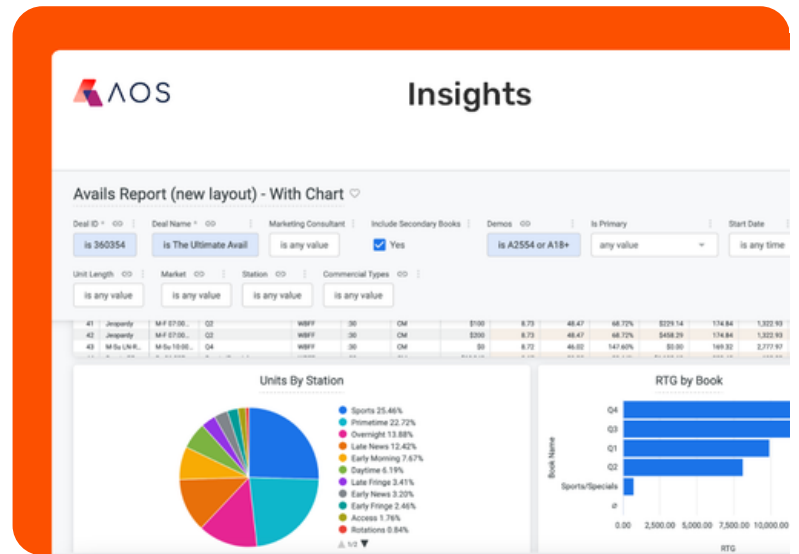 AOS
Insights
Avails Report (new layout) - With Chart
Deal ID * Deal Name * Marketing Consultant Include Secondary Books Demos Is Primary Start Date
is 360354 is The Ultimate Avail is any value Yes is A2554 or A18+ any value is any time
Unit Length Market Station Commercial Types
is any value is any value is any value is any value
41 Jeopardy M-F 07:00... Q2 WBFF :30 CM $100 8.73 48.47 68.72% $229.14 174.84 1,322.93
42 Jeopardy M-F 07:00... Q2 WBFF :30 CM $200 8.73 48.47 68.72% $458.29 174.84 1,322.93
43 M-Su LN-R... M-Su 10:00... Q4 WBFF :30 CM $0 8.72 46.02 147.60% $0.00 169.32 2,777.97
Units By Station
Sports 25.46%
Primetime 22.72%
Overnight 13.88%
Late News 12.42%
Early Morning 7.67%
Daytime 6.19%
Late Fringe 3.41%
Early News 3.20%
Early Fringe 2.46%
Access 1.76%
Rotations 0.84%
1/2
RTG by Book
Book Name
Q4
Q3
Q1
Q2
Sports/Specials
∅
0.00 2,500.00 5,000.00 7,500.00 10,000.00
RTG